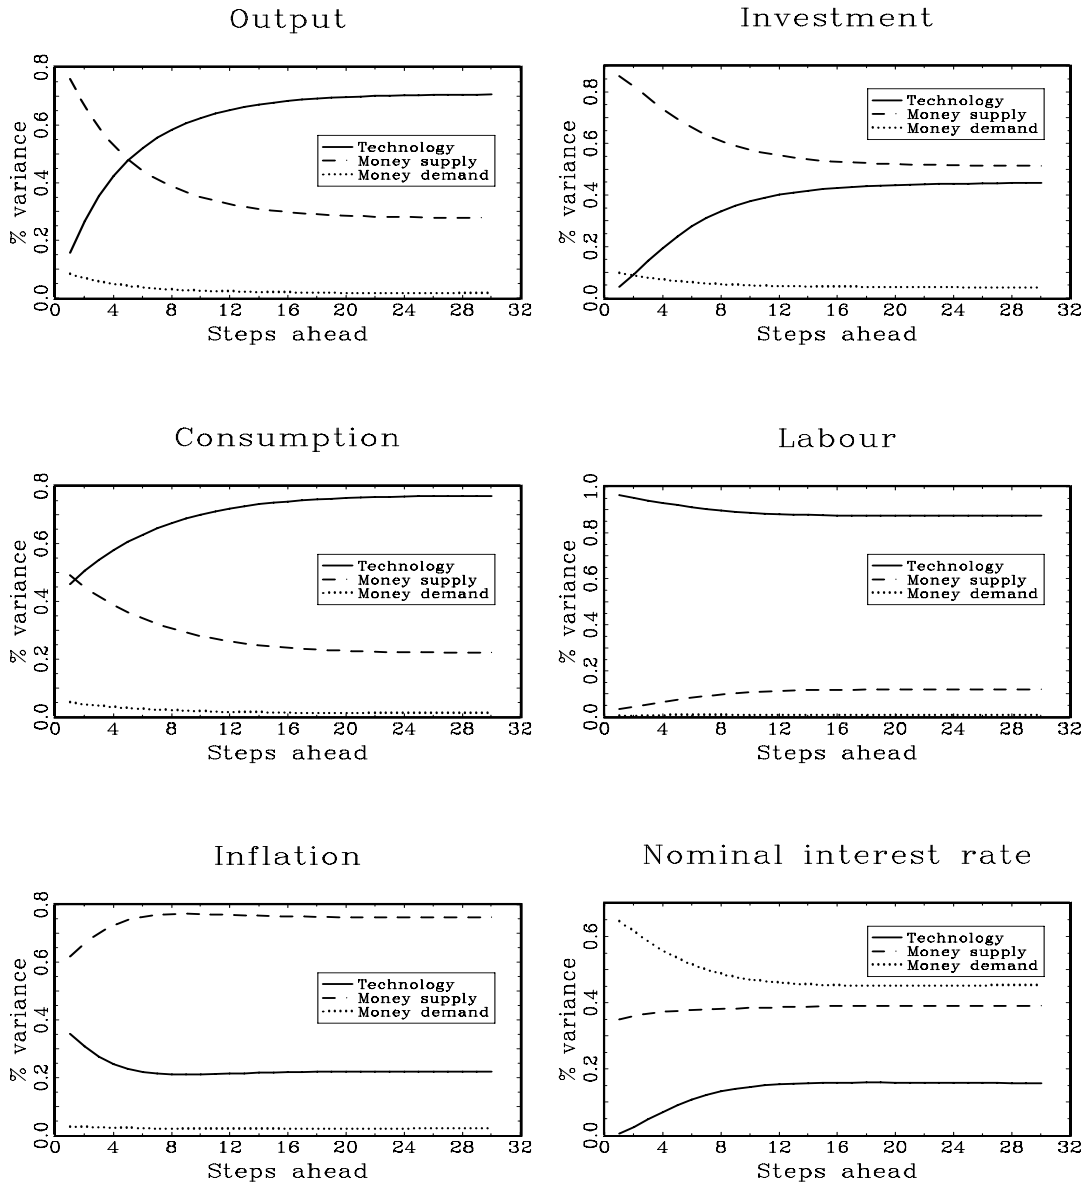 Output
% variance
0.8
0.6
0.4
0.2
0.0
Technology
Money supply
Money demand
4 8 12 16 20 24 28 32
Steps ahead
Investment
% variance
0.8
0.6
0.4
0.2
0.0
Technology
Money supply
Money demand
4 8 12 16 20 24 28 32
Steps ahead
Consumption
% variance
0.8
0.6
0.4
0.2
0.0
Technology
Money supply
Money demand
4 8 12 16 20 24 28 32
Steps ahead
Labour
% variance
1.0
0.8
0.6
0.4
0.2
0.0
Technology
Money supply
Money demand
4 8 12 16 20 24 28 32
Steps ahead
Inflation
% variance
0.8
0.6
0.4
0.2
0.0
Technology
Money supply
Money demand
4 8 12 16 20 24 28 32
Steps ahead
Nominal interest rate
% variance
0.6
0.4
0.2
0.0
Technology
Money supply
Money demand
4 8 12 16 20 24 28 32
Steps ahead